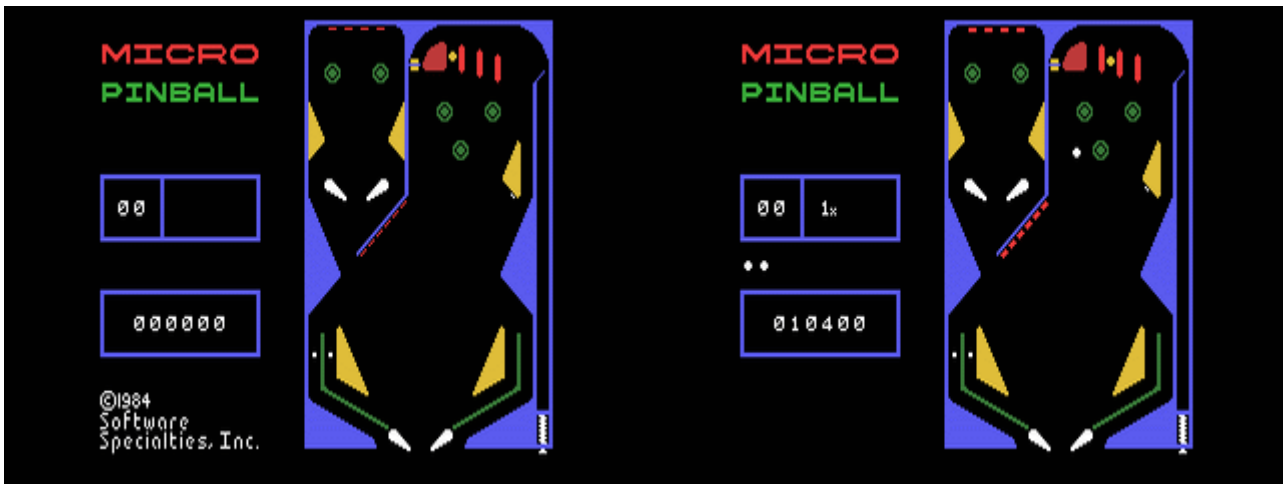 MICRO
PINBALL
00
000000
©1984
Software
Specialties, Inc.
MICRO
PINBALL
00 1x
010400